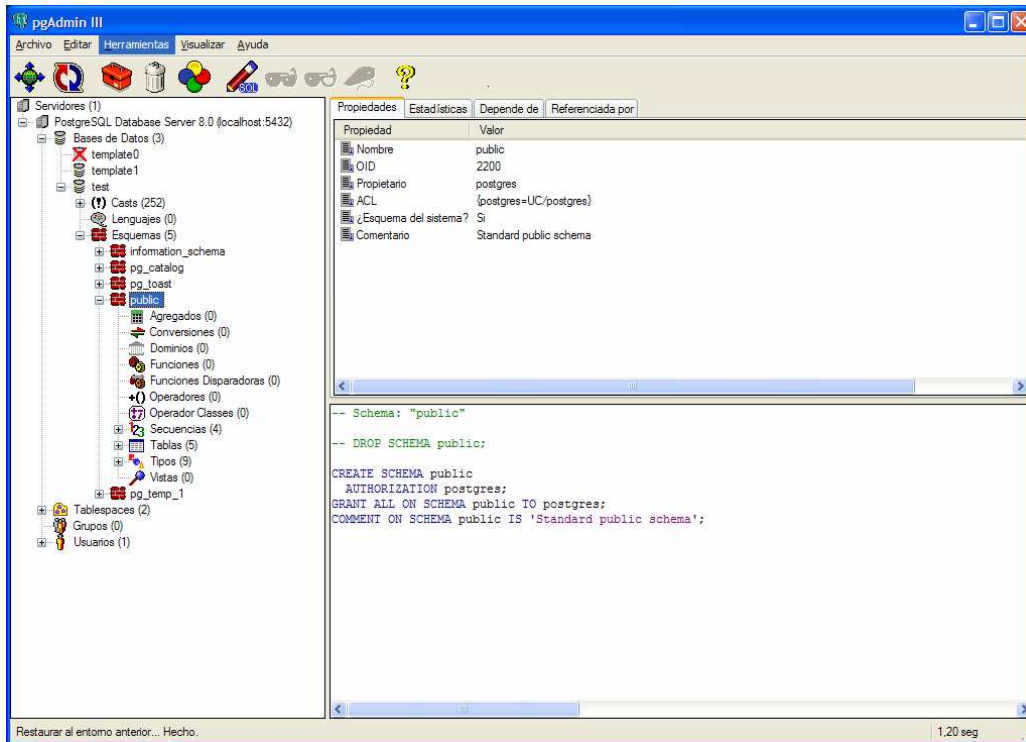 pgAdmin III
Archivo Editar Herramientas Visualizar Ayuda
SQL
Servidores (1)
PostgreSQL Database Server 8.0 (localhost:5432)
Bases de Datos (3)
template0
template1
test
Casts (252)
Lenguajes (0)
Esquemas (5)
information_schema
pg_catalog
pg_toast
public
Agregados (0)
Conversiones (0)
Dominios (0)
Funciones (0)
Funciones Disparadoras (0)
Operadores (0)
Operador Classes (0)
Secuencias (4)
Tablas (5)
Tipos (9)
Vistas (0)
pg_temp_1
Tablespaces (2)
Grupos (0)
Usuarios (1)
Propiedades Estadísticas Depende de Referenciada por
Propiedad Valor
Nombre public
OID 2200
Propietario postgres
ACL {postgres=UC/postgres}
¿Esquema del sistema? Si
Comentario Standard public schema
-- Schema: "public"
-- DROP SCHEMA public;
CREATE SCHEMA public
AUTHORIZATION postgres;
GRANT ALL ON SCHEMA public TO postgres;
COMMENT ON SCHEMA public IS 'Standard public schema';
Restaurar al entorno anterior... Hecho. 1,20 seg